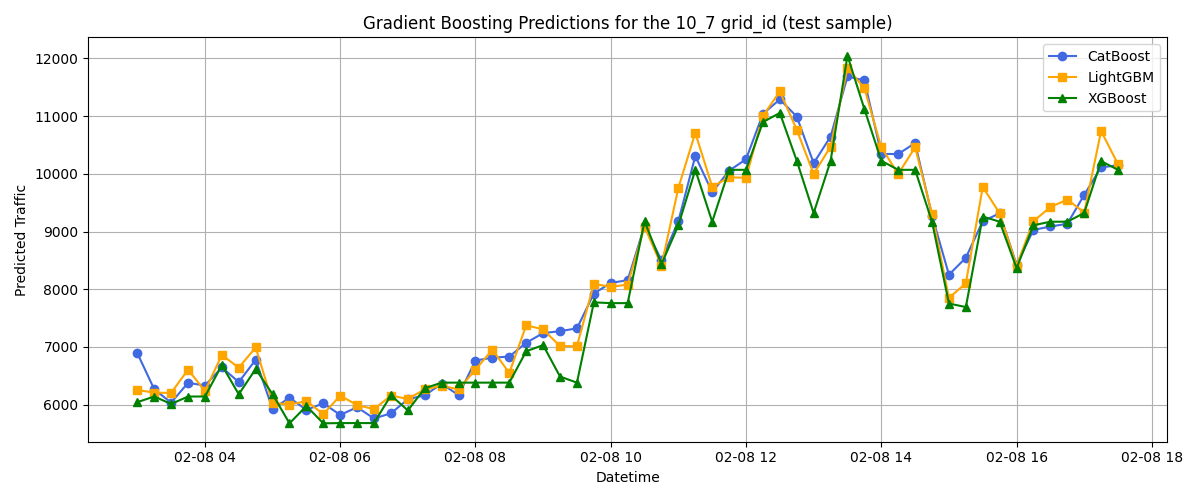 Gradient Boosting Predictions for the 10_7 grid_id (test sample)
CatBoost
LightGBM
XGBoost
Predicted Traffic
12000
11000
10000
9000
8000
7000
6000
02-08 04
02-08 06
02-08 08
02-08 10
02-08 12
02-08 14
02-08 16
02-08 18
Datetime